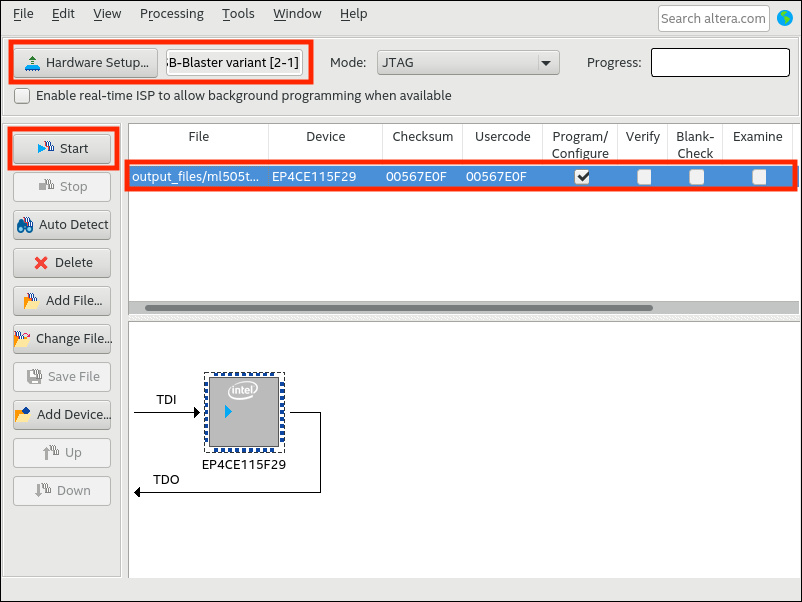 File Edit View Processing Tools Window Help
Search altera.com
Hardware Setup... B-Blaster variant [2-1] Mode: JTAG Progress:
Enable real-time ISP to allow background programming when available
Start
Stop
Auto Detect
Delete
Add File...
Change File...
Save File
Add Device...
Up
Down
File Device Checksum Usercode Program/ Verify Blank- Examine
Configure Check
output_files/ml505t... EP4CE115F29 00567E0F 00567E0F
TDI
intel
EP4CE115F29
TDO